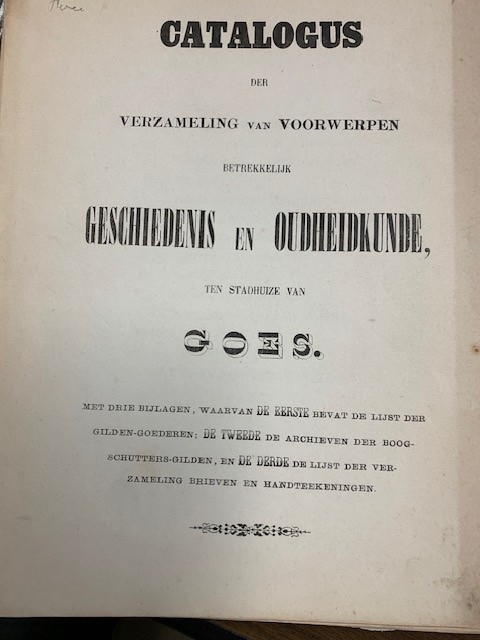 CATALOGUS
DER
VERZAMELING VAN VOORWERPEN
BETREKKELIJK
GESCHIEDENIS EN OUDHEIDKUNDE,
TEN STADHUIZE VAN
GOES.
MET DRIE BIJLAGEN, WAARVAN DE EERSTE BEVAT DE LIJST DER
GILDEN-GOEDEREN; DE TWEEDE DE ARCHIEVEN DER BOOG-
SCHUTTERS-GILDEN, EN DE DERDE DE LIJST DER VER-
ZAMELING BRIEVEN EN HANDTEEKENINGEN.